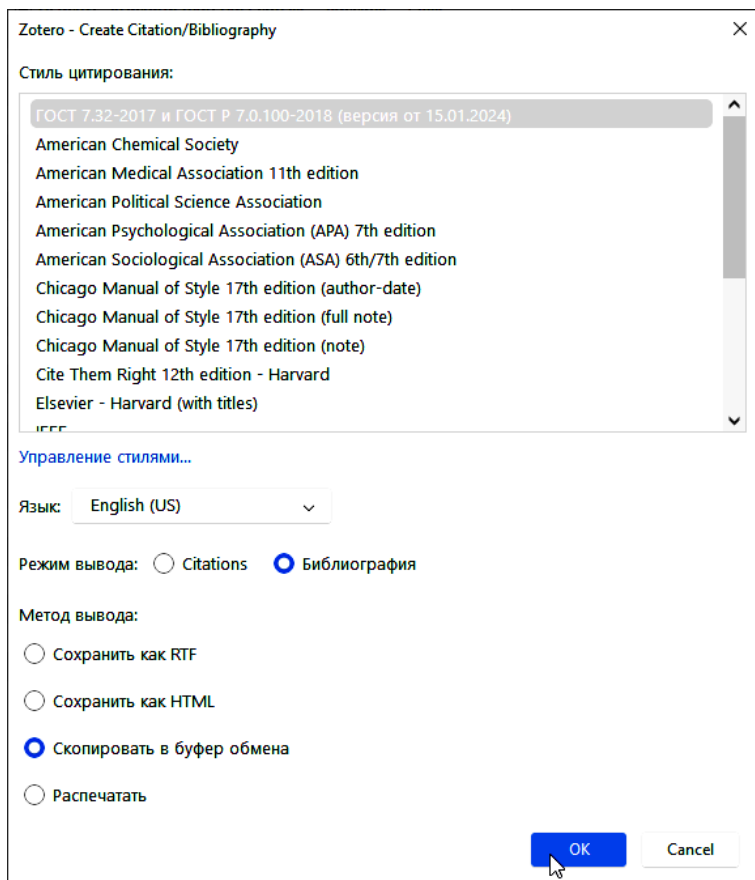 Zotero - Create Citation/Bibliography
Стиль цитирования:
ГОСТ 7.32-2017 и ГОСТ Р 7.0.100-2018 (версия от 15.01.2024)
American Chemical Society
American Medical Association 11th edition
American Political Science Association
American Psychological Association (APA) 7th edition
American Sociological Association (ASA) 6th/7th edition
Chicago Manual of Style 17th edition (author-date)
Chicago Manual of Style 17th edition (full note)
Chicago Manual of Style 17th edition (note)
Cite Them Right 12th edition - Harvard
Elsevier - Harvard (with titles)
IEEE
Управление стилями...
Язык: English (US)
Режим вывода: Citations Библиография
Метод вывода:
Сохранить как RTF
Сохранить как HTML
Скопировать в буфер обмена
Распечатать
OK Cancel